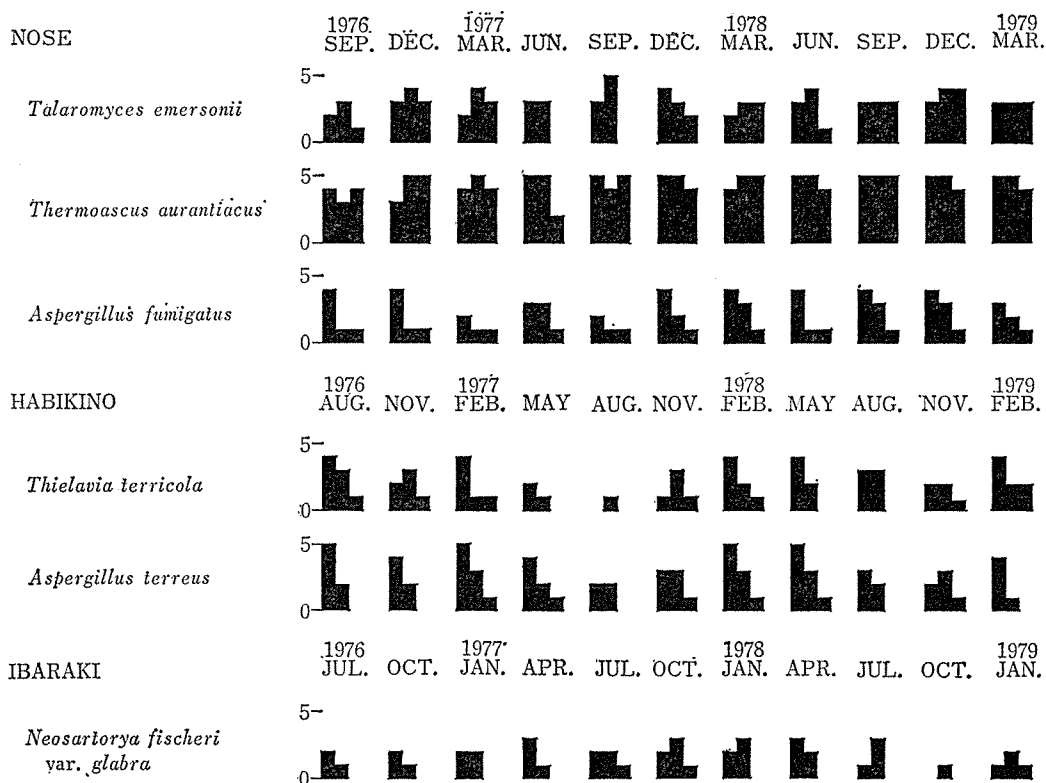 1976 1977 1978 1979
NOSE SEP. DEC. MAR. JUN. SEP. DEC. MAR. JUN. SEP. DEC. MAR.
5
Talaromyces emersonii
0
5
Thermoascus aurantiacus
0
5
Aspergillus fumigatus
0
1976 1977 1978 1979
HABIKINO AUG. NOV. FEB. MAY AUG. NOV. FEB. MAY AUG. NOV. FEB.
5
Thielavia terricola
0
5
Aspergillus terreus
0
1976 1977 1978 1979
IBARAKI JUL. OCT. JAN. APR. JUL. OCT. JAN. APR. JUL. OCT. JAN.
5
Neosartorya fischeri
var. glabra
0